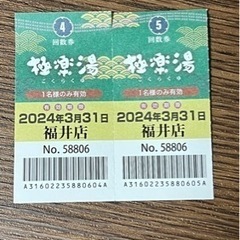 4
回数券
極楽湯
ごくらくゆ
1名様のみ有効
有効期限
2024年3月31日
福井店
No. 58806
A31602235880604A
5
回数券
極楽湯
ごくらくゆ
1名様のみ有効
有効期限
2024年3月31日
福井店
No. 58806
A31602235880605A